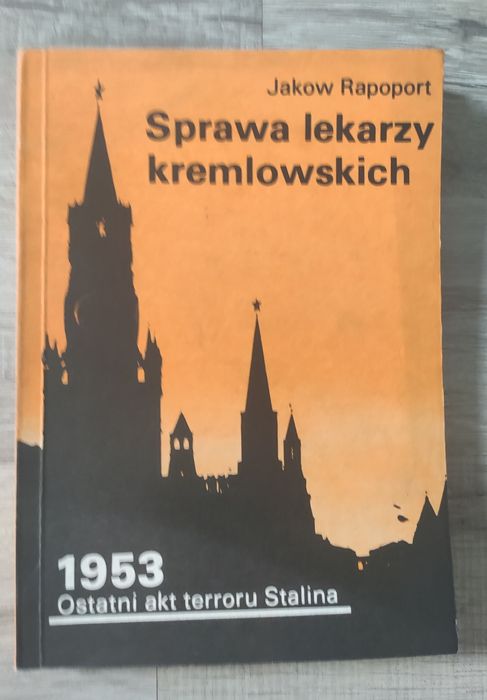 Jakow Rapoport
Sprawa lekarzy
kremlowskich
1953
Ostatni akt terroru Stalina